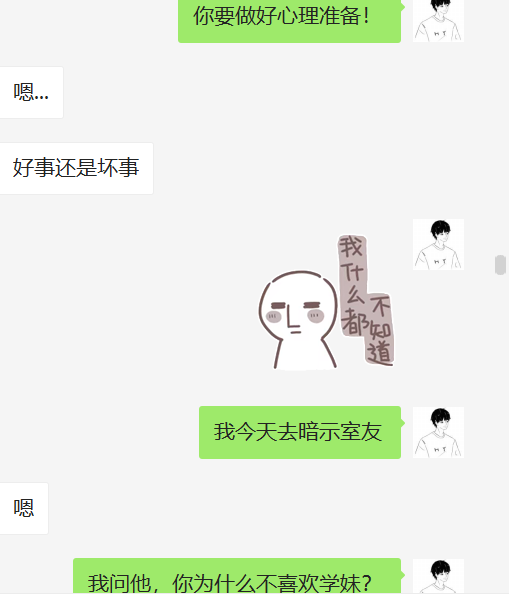 你要做好心理准备！
嗯...
好事还是坏事
我什么都不知道
我今天去暗示室友
嗯
我问他，你为什么不喜欢学妹？